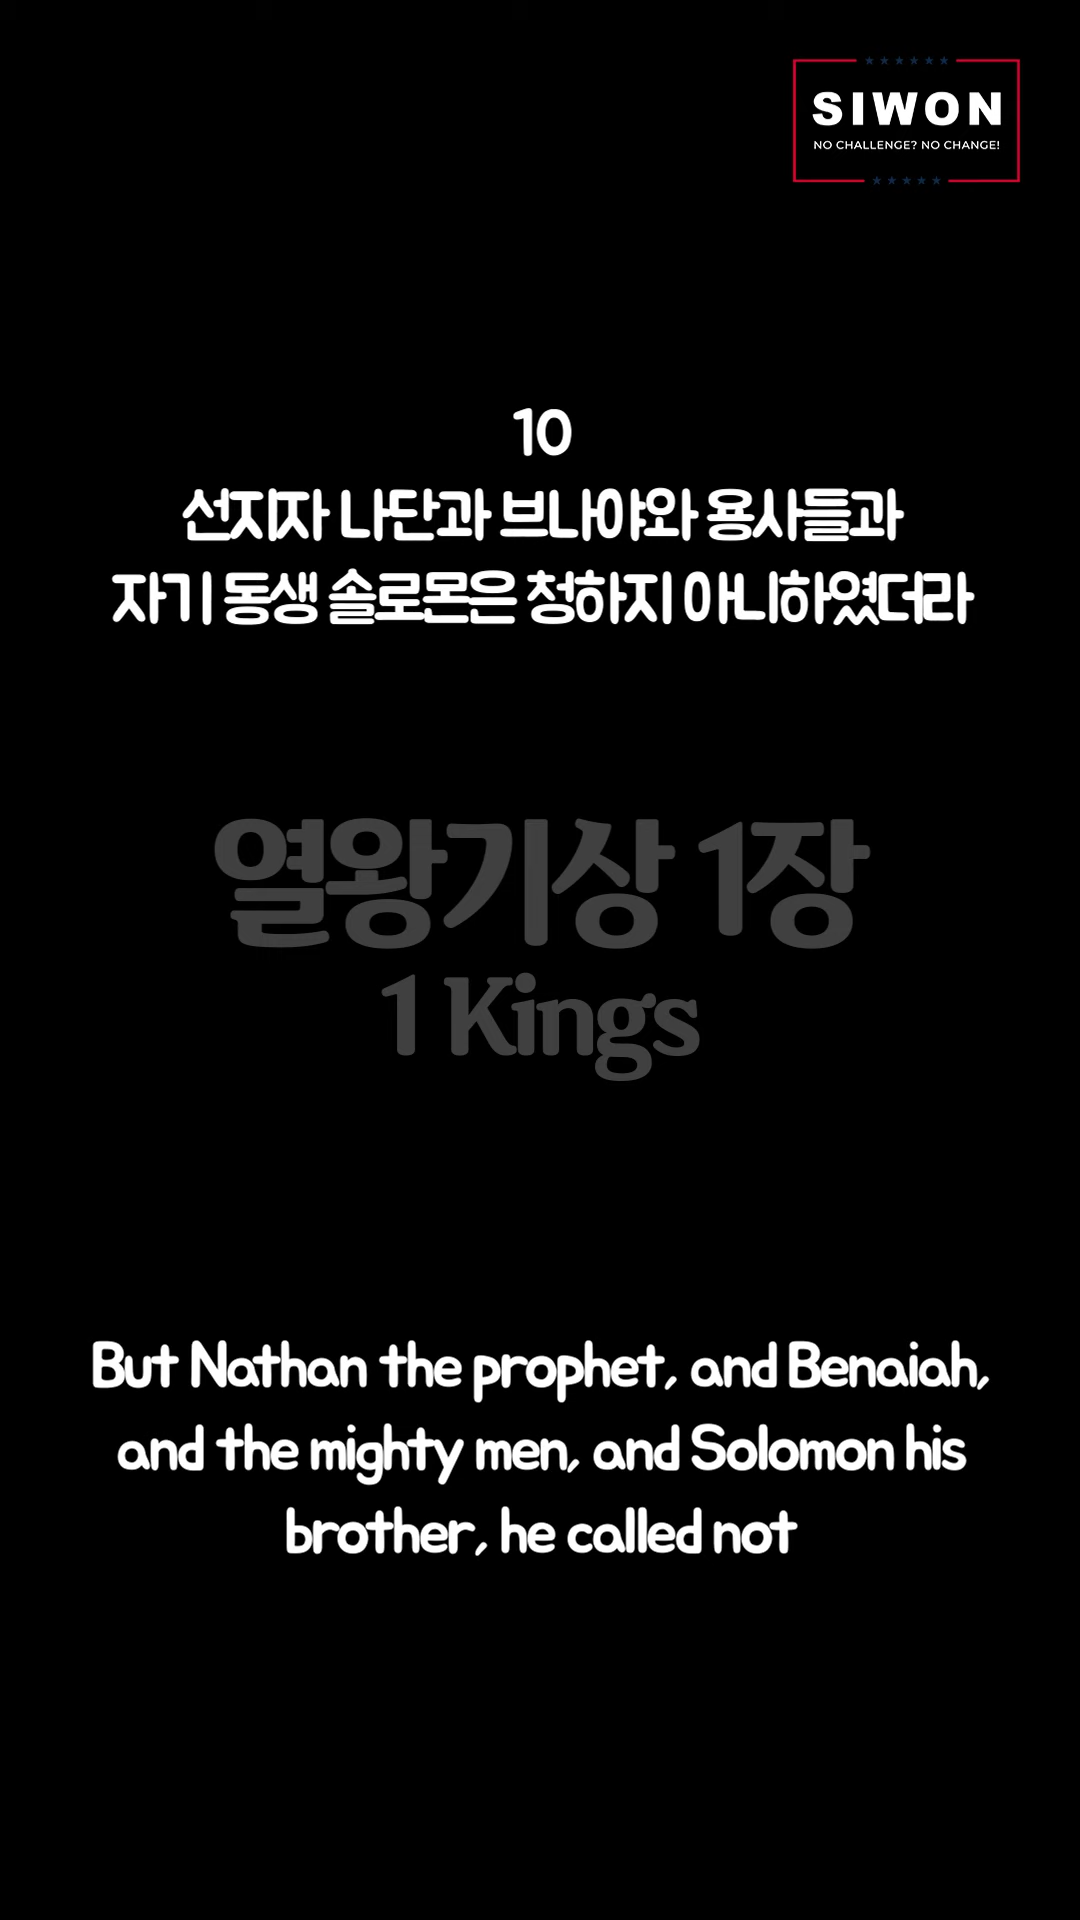 SIWON
NO CHALLENGE? NO CHANGE!
10
선지자 나단과 브나야와 용사들과
자기 동생 솔로몬은 청하지 아니하였더라
열왕기상 1장
1 Kings
But Nathan the prophet, and Benaiah,
and the mighty men, and Solomon his
brother, he called not